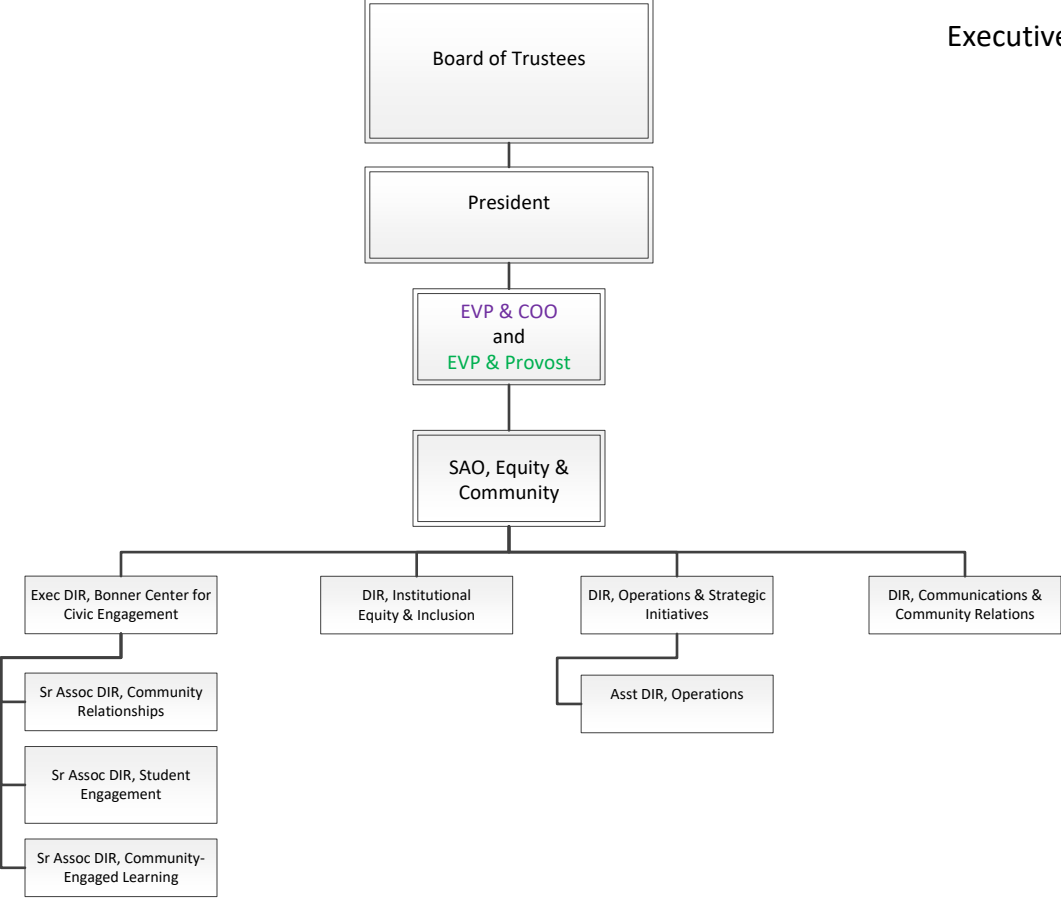 Executive
Board of Trustees
President
EVP & COO
and
EVP & Provost
SAO, Equity &
Community
Exec DIR, Bonner Center for
Civic Engagement
DIR, Institutional
Equity & Inclusion
DIR, Operations & Strategic
Initiatives
DIR, Communications &
Community Relations
Sr Assoc DIR, Community
Relationships
Asst DIR, Operations
Sr Assoc DIR, Student
Engagement
Sr Assoc DIR, Community-
Engaged Learning